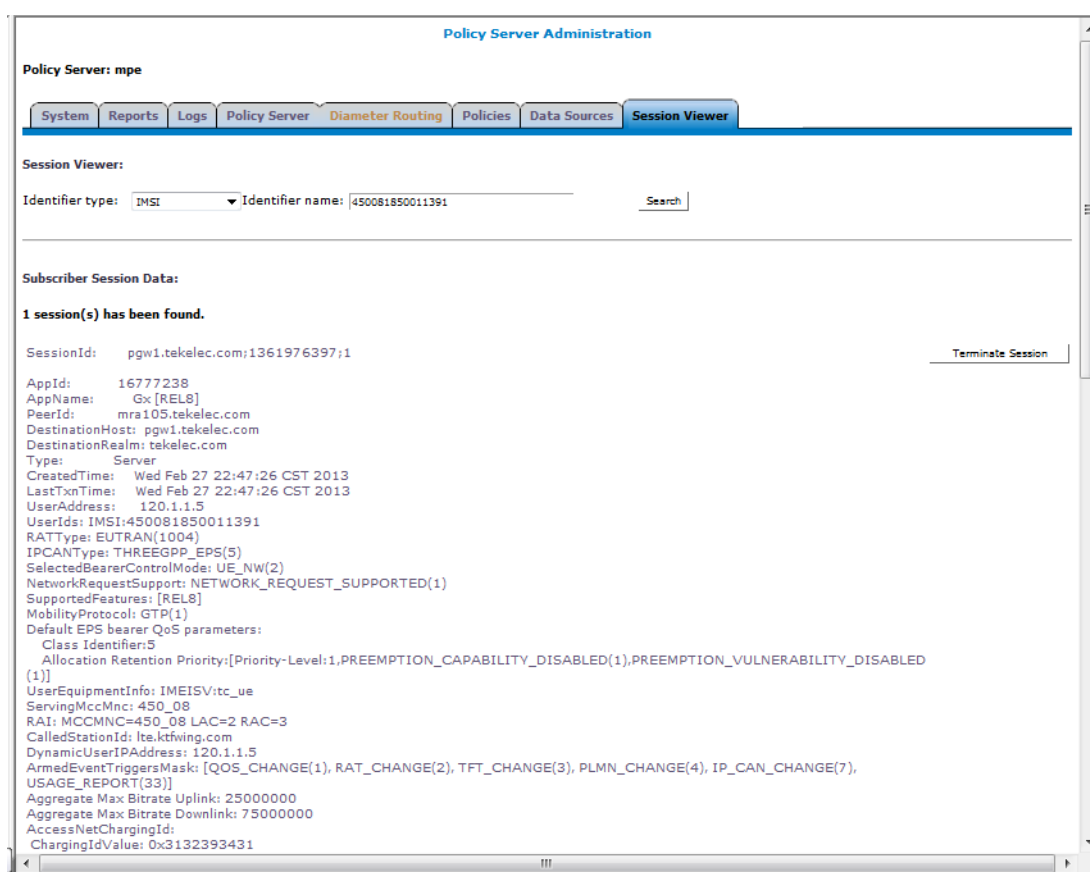 Policy Server Administration
Policy Server: mpe
System Reports Logs Policy Server Diameter Routing Policies Data Sources Session Viewer
Session Viewer:
Identifier type: IMSI Identifier name: 450081850011391 Search
Subscriber Session Data:
1 session(s) has been found.
SessionId: pgw1.tekelec.com;1361976397;1 Terminate Session
AppId: 16777238
AppName: Gx [REL8]
PeerId: mra105.tekelec.com
DestinationHost: pgw1.tekelec.com
DestinationRealm: tekelec.com
Type: Server
CreatedTime: Wed Feb 27 22:47:26 CST 2013
LastTxnTime: Wed Feb 27 22:47:26 CST 2013
UserAddress: 120.1.1.5
UserIds: IMSI:450081850011391
RATType: EUTRAN(1004)
IPCANType: THREEGPP_EPS(5)
SelectedBearerControlMode: UE_NW(2)
NetworkRequestSupport: NETWORK_REQUEST_SUPPORTED(1)
SupportedFeatures: [REL8]
MobilityProtocol: GTP(1)
Default EPS bearer QoS parameters:
Class Identifier:5
Allocation Retention Priority:[Priority-Level:1,PREEMPTION_CAPABILITY_DISABLED(1),PREEMPTION_VULNERABILITY_DISABLED
(1)]
UserEquipmentInfo: IMEISV:tc_ue
ServingMccMnc: 450_08
RAI: MCCMNC=450_08 LAC=2 RAC=3
CalledStationId: lte.ktfwing.com
DynamicUserIPAddress: 120.1.1.5
ArmedEventTriggersMask: [QOS_CHANGE(1), RAT_CHANGE(2), TFT_CHANGE(3), PLMN_CHANGE(4), IP_CAN_CHANGE(7),
USAGE_REPORT(33)]
Aggregate Max Bitrate Uplink: 25000000
Aggregate Max Bitrate Downlink: 75000000
AccessNetChargingId:
ChargingIdValue: 0x3132393431